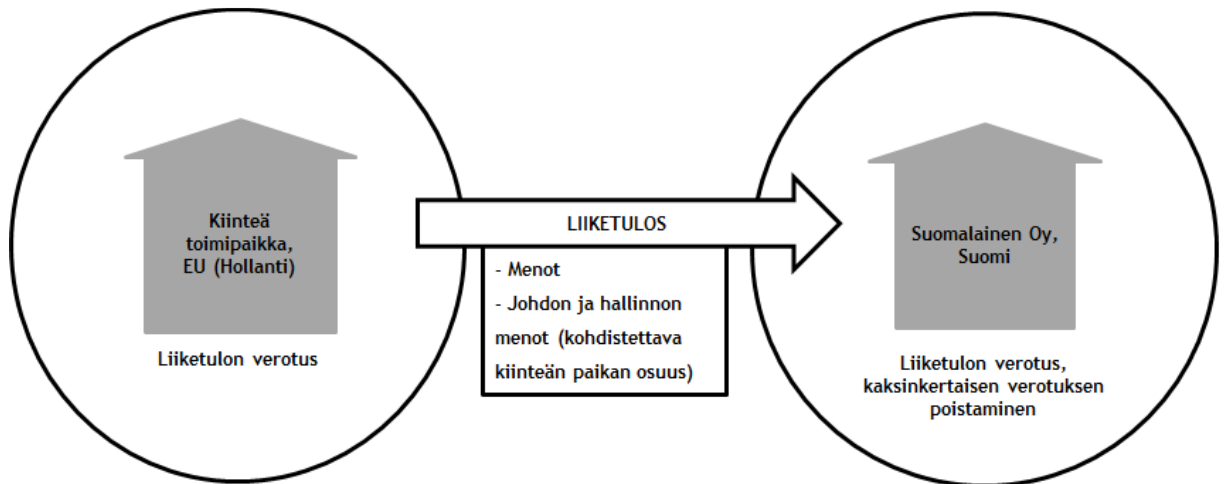 Kiinteä
toimipaikka,
EU (Hollanti)
Liiketulon verotus
LIIKETULOS
- Menot
- Johdon ja hallinnon
menot (kohdistettava
kiinteän paikan osuus)
Suomalainen Oy,
Suomi
Liiketulon verotus,
kaksinkertaisen verotuksen
poistaminen